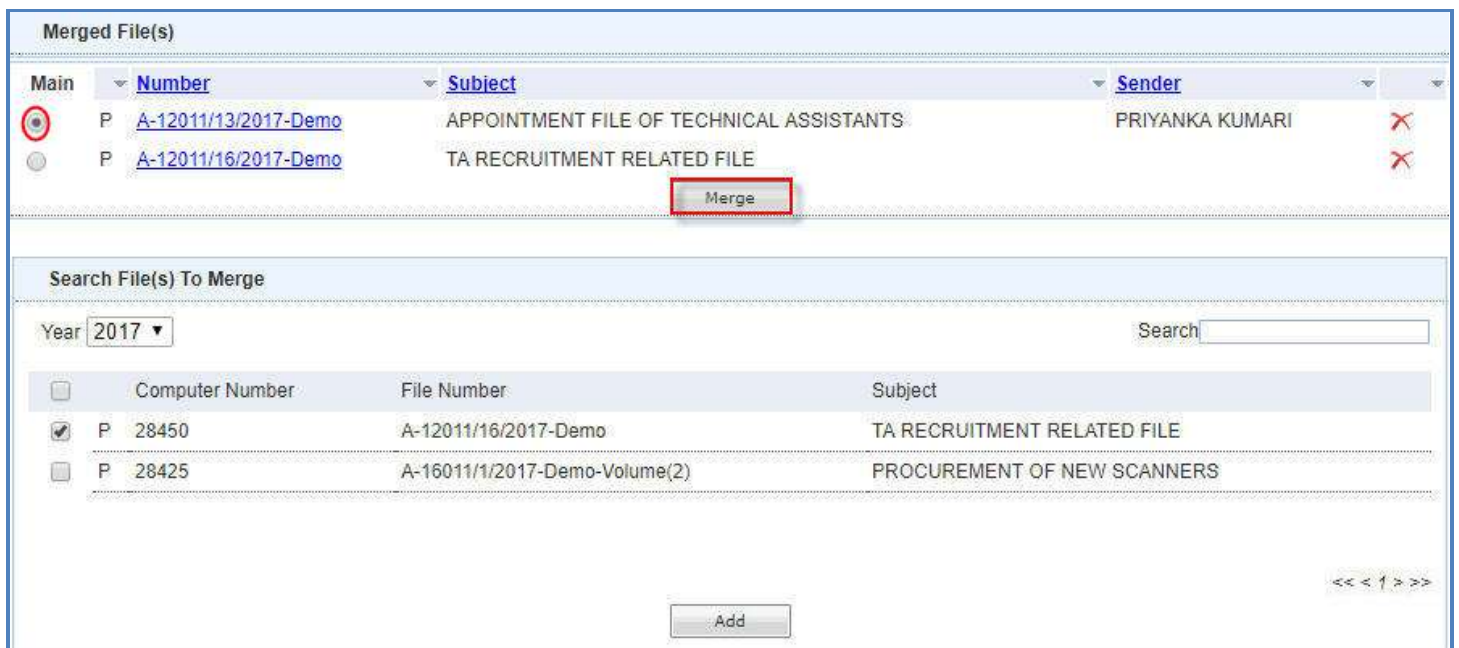 Merged File(s)
Main Number Subject Sender
P A-12011/13/2017-Demo APPOINTMENT FILE OF TECHNICAL ASSISTANTS PRIYANKA KUMARI
P A-12011/16/2017-Demo TA RECRUITMENT RELATED FILE
Merge
Search File(s) To Merge
Year 2017 Search
Computer Number File Number Subject
P 28450 A-12011/16/2017-Demo TA RECRUITMENT RELATED FILE
P 28425 A-16011/1/2017-Demo-Volume(2) PROCUREMENT OF NEW SCANNERS
<< < 1 > >>
Add